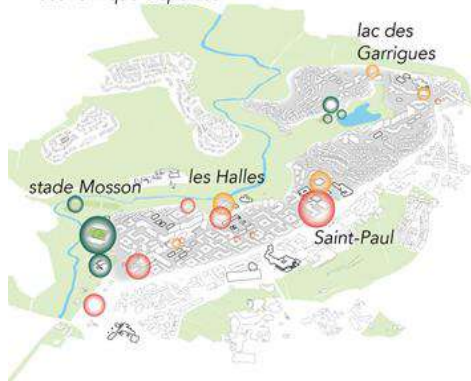 lac des
Garrigues
stade Mosson
les Halles
Saint-Paul